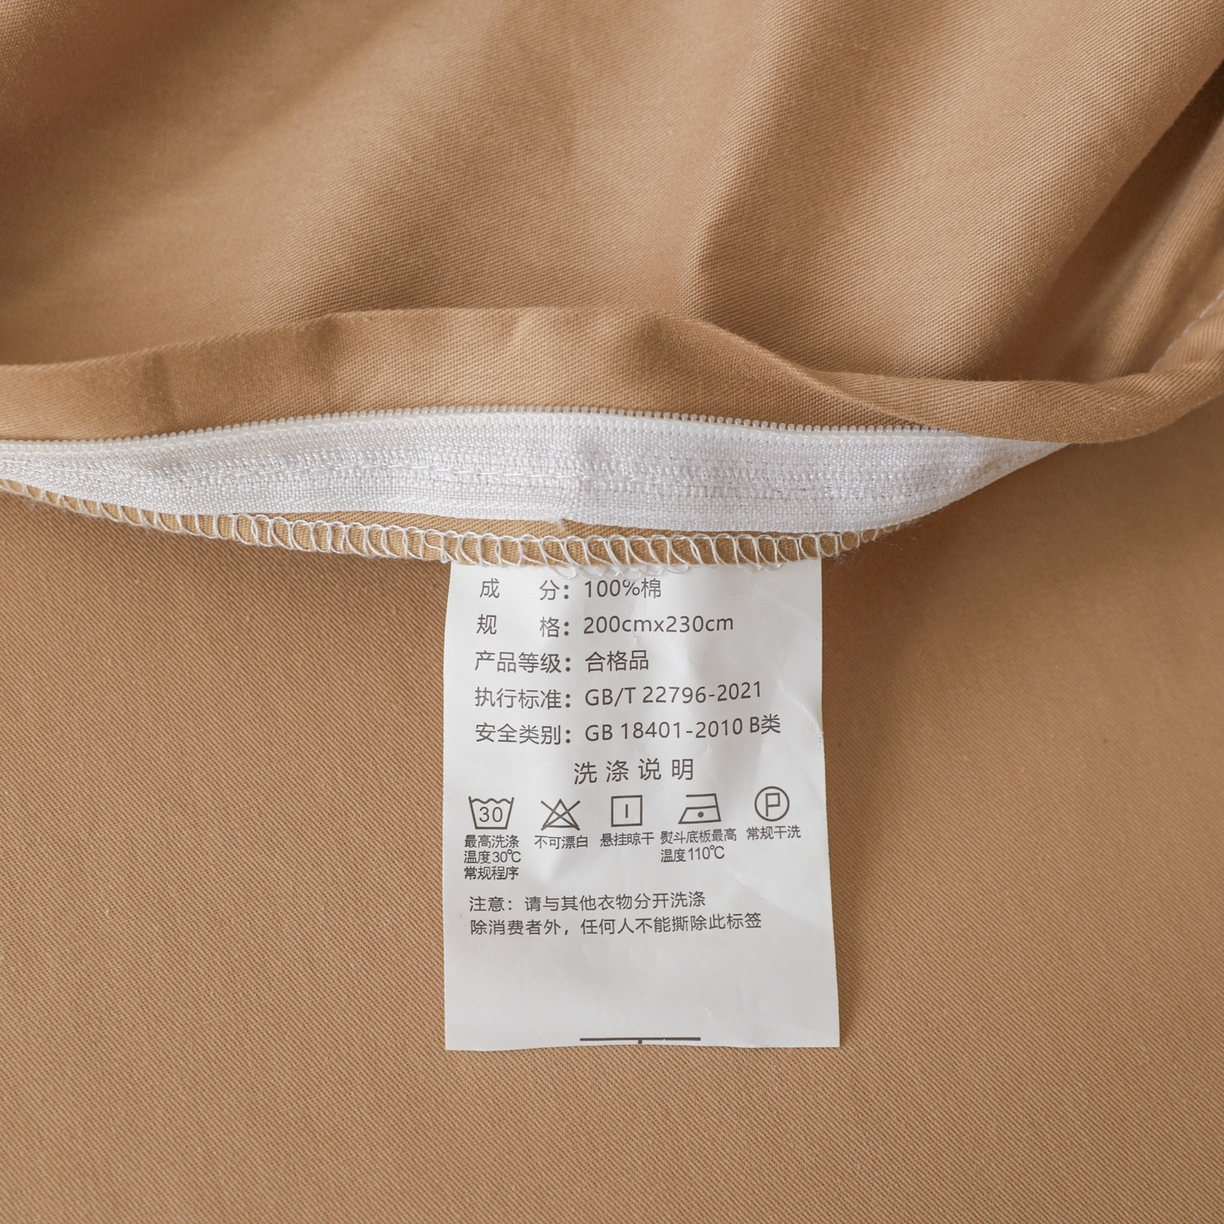 成 分：100%棉
规 格：200cmx230cm
产品等级：合格品
执行标准：GB/T 22796-2021
安全类别：GB 18401-2010 B类
洗涤说明
30 P
最高洗涤 不可漂白 悬挂晾干 熨斗底板最高 常规干洗
温度30℃ 温度110℃
常规程序
注意：请与其他衣物分开洗涤
除消费者外，任何人不能撕除此标签